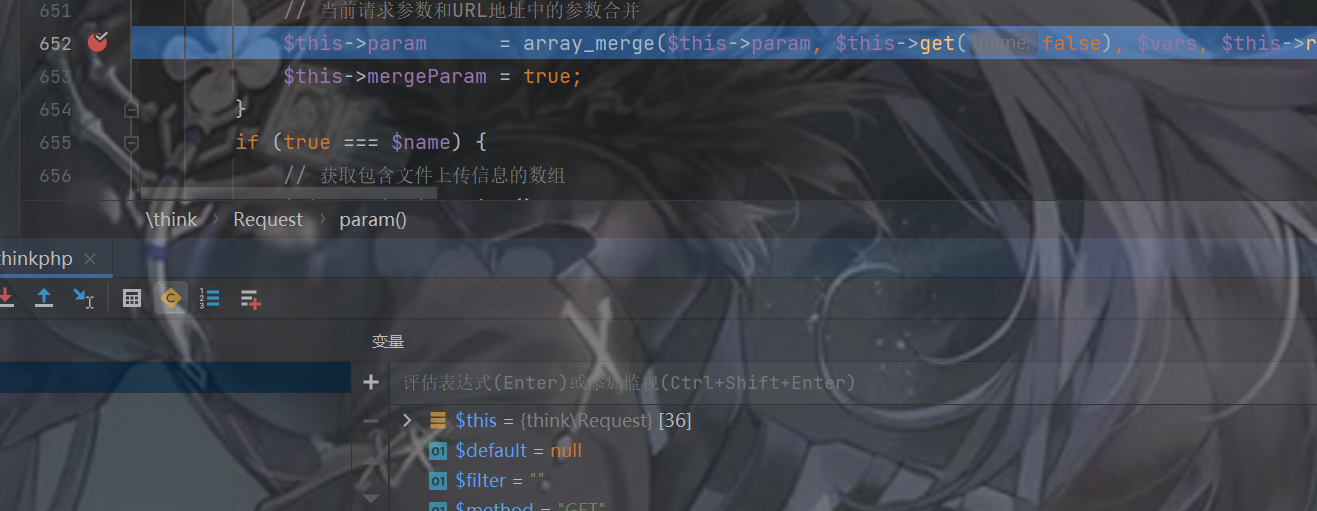 651 // 当前请求参数和URL地址中的参数合并
652 $this->param = array_merge($this->param, $this->get( name: false), $vars, $this->r
653 $this->mergeParam = true;
654 }
655 if (true === $name) {
656 // 获取包含文件上传信息的数组
\think › Request › param()
hinkphp ×
变量
评估表达式(Enter)或添加监视(Ctrl+Shift+Enter)
$this = {think\Request} [36]
01 $default = null
01 $filter = ""
01 $method = "GET"